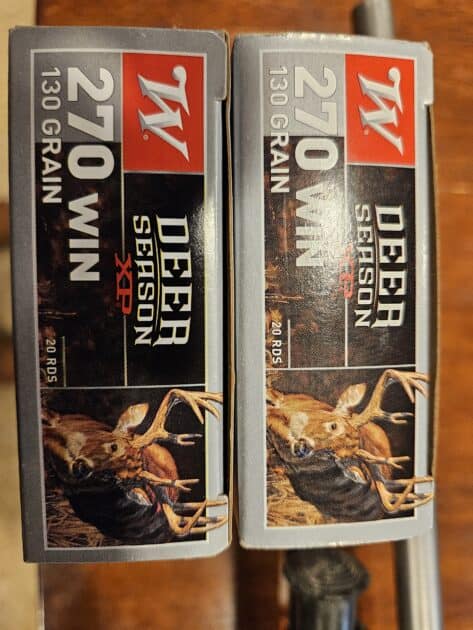 W
270 WIN
130 GRAIN
DEER
SEASON
XP
20 RDS
W
270 WIN
130 GRAIN
DEER
SEASON
XP
20 RDS